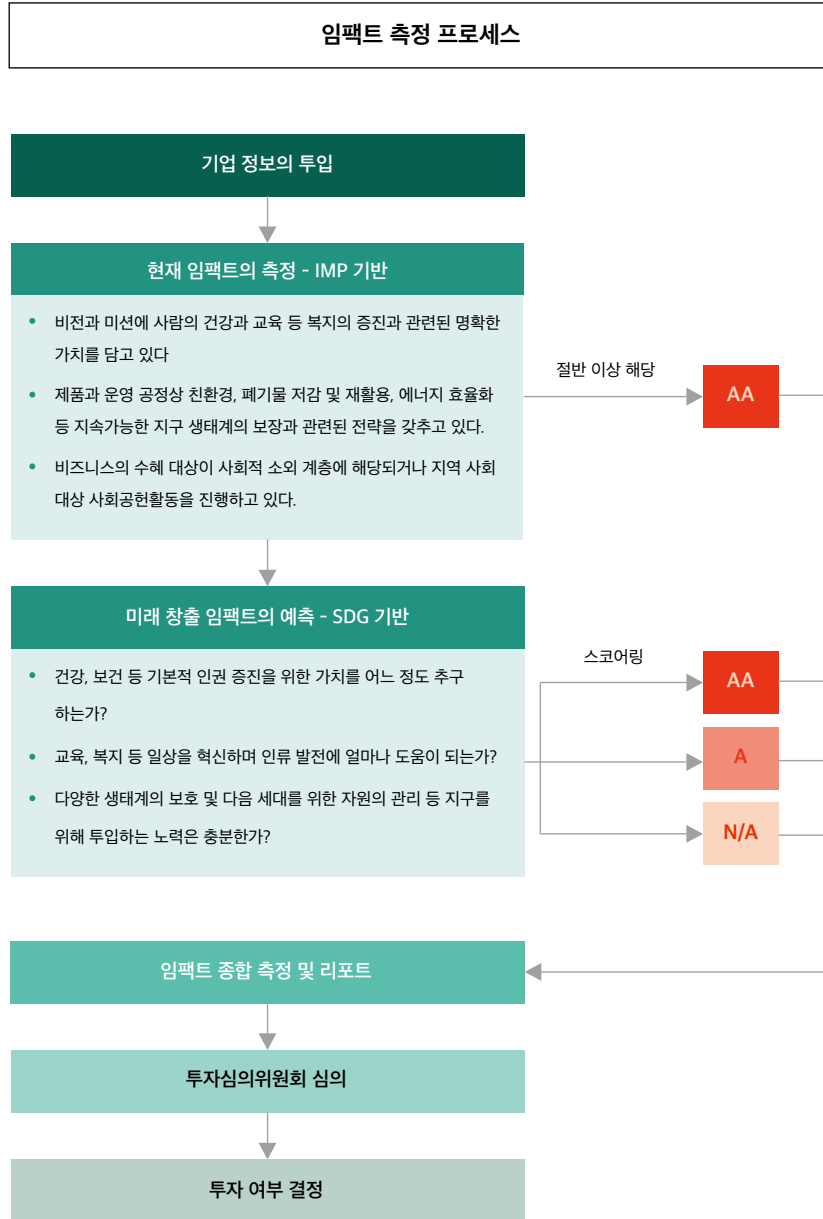 임팩트 측정 프로세스
기업 정보의 투입
현재 임팩트의 측정 - IMP 기반
• 비전과 미션에 사람의 건강과 교육 등 복지의 증진과 관련된 명확한
가치를 담고 있다
• 제품과 운영 공정상 친환경, 폐기물 저감 및 재활용, 에너지 효율화
등 지속가능한 지구 생태계의 보장과 관련된 전략을 갖추고 있다.
• 비즈니스의 수혜 대상이 사회적 소외 계층에 해당되거나 지역 사회
대상 사회공헌활동을 진행하고 있다.
절반 이상 해당
AA
미래 창출 임팩트의 예측 - SDG 기반
• 건강, 보건 등 기본적 인권 증진을 위한 가치를 어느 정도 추구
하는가?
• 교육, 복지 등 일상을 혁신하며 인류 발전에 얼마나 도움이 되는가?
• 다양한 생태계의 보호 및 다음 세대를 위한 자원의 관리 등 지구를
위해 투입하는 노력은 충분한가?
스코어링
AA
A
N/A
임팩트 종합 측정 및 리포트
투자심의위원회 심의
투자 여부 결정